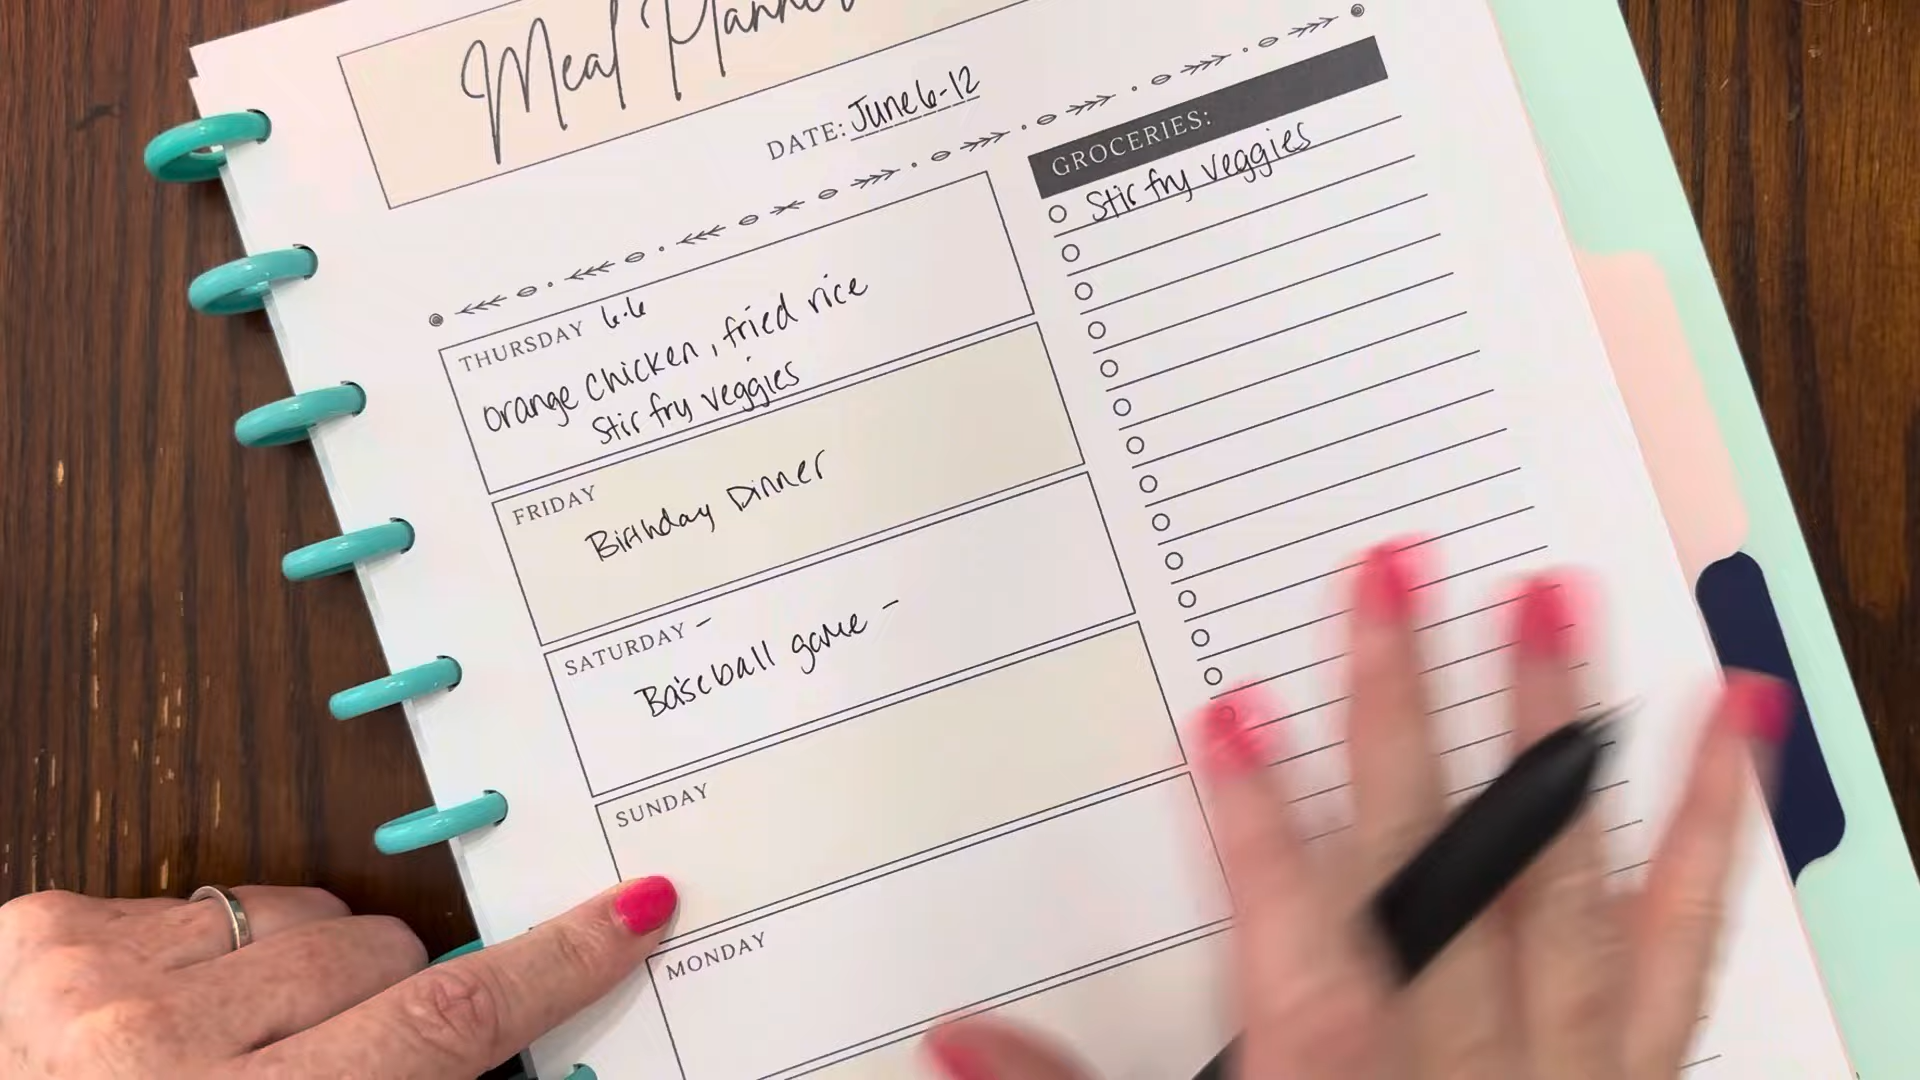 Meal Planner
DATE: June 6-12
GROCERIES:
Stir fry veggies
THURSDAY 6.6
orange chicken, fried rice
Stir fry veggies
FRIDAY
Birthday Dinner
SATURDAY -
Baseball game -
SUNDAY
MONDAY